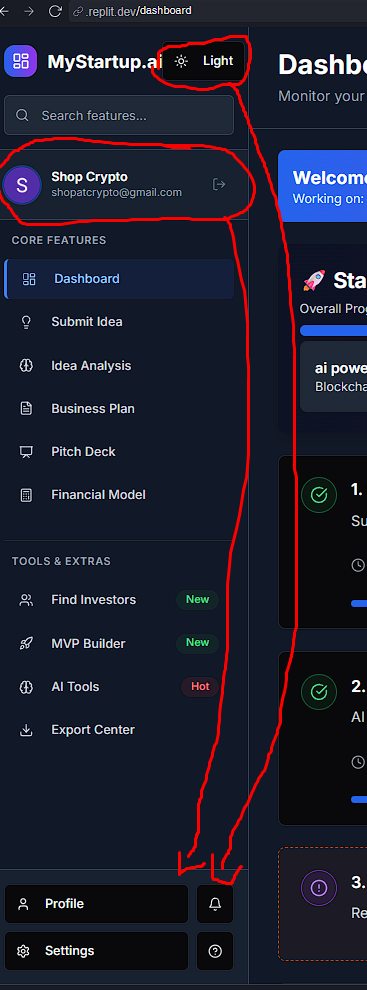 .replit.dev/dashboard
MyStartup.ai
Light
Search features...
S
Shop Crypto
shopatcrypto@gmail.com
CORE FEATURES
Dashboard
Submit Idea
Idea Analysis
Business Plan
Pitch Deck
Financial Model
TOOLS & EXTRAS
Find Investors New
MVP Builder New
AI Tools Hot
Export Center
Profile
Settings
Dashbo
Monitor your
Welcome
Working on:
🚀 Sta
Overall Prog
ai powe
Blockcha
1.
Su
2.
AI
3.
Re